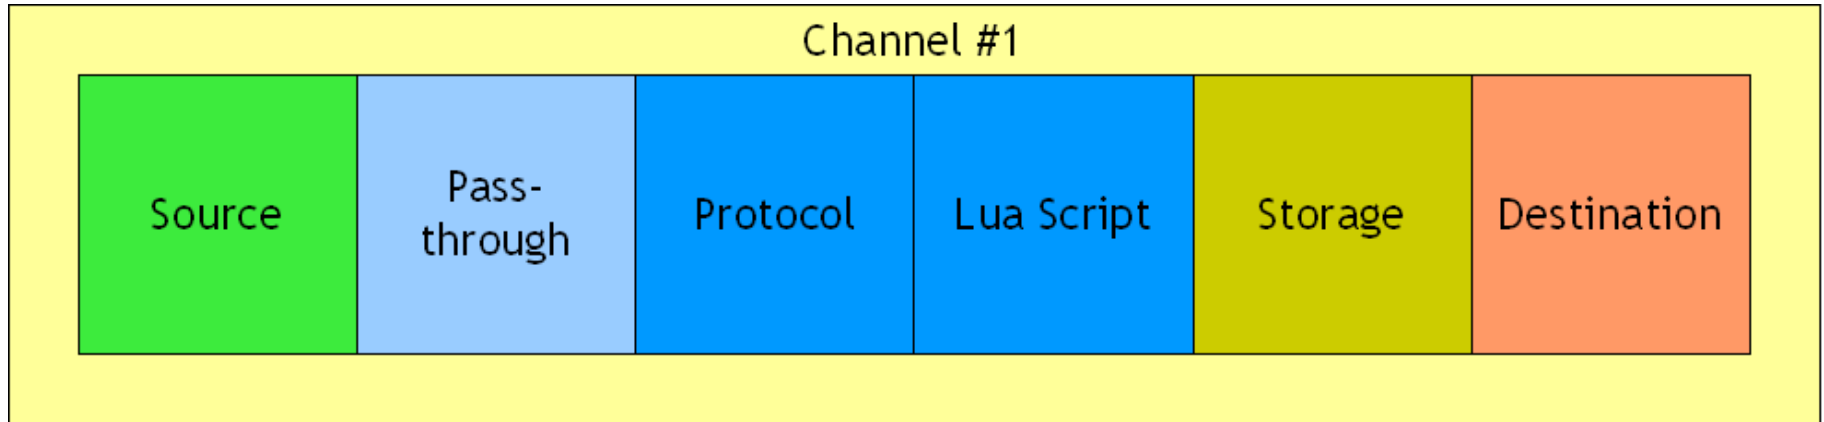 Channel #1
Source
Pass-
through
Protocol
Lua Script
Storage
Destination